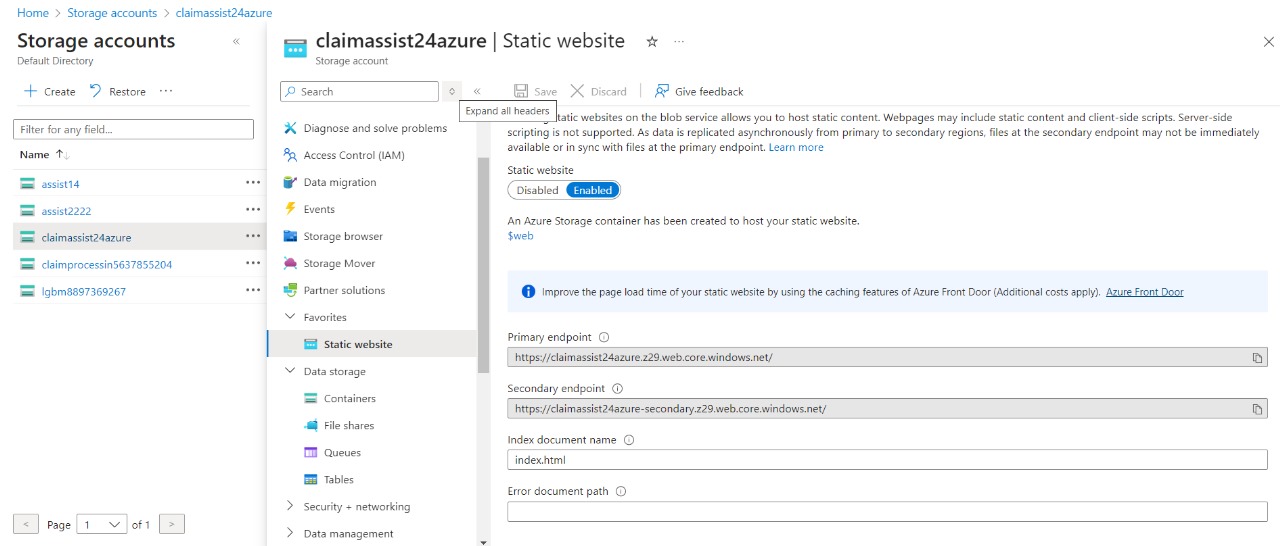 Home > Storage accounts > claimassist24azure
Storage accounts
Default Directory
Create
Restore
Filter for any field...
Name
assist14
assist2222
claimassist24azure
claimprocessin5637855204
lgbm8897369267
< Page 1 of 1 >
claimassist24azure | Static website
Storage account
Search
Expand all headers
Diagnose and solve problems
Access Control (IAM)
Data migration
Events
Storage browser
Storage Mover
Partner solutions
Favorites
Static website
Data storage
Containers
File shares
Queues
Tables
Security + networking
Data management
Save Discard Give feedback
static websites on the blob service allows you to host static content. Webpages may include static content and client-side scripts. Server-side
scripting is not supported. As data is replicated asynchronously from primary to secondary regions, files at the secondary endpoint may not be immediately
available or in sync with files at the primary endpoint. Learn more
Static website
Disabled Enabled
An Azure Storage container has been created to host your static website.
$web
Improve the page load time of your static website by using the caching features of Azure Front Door (Additional costs apply). Azure Front Door
Primary endpoint
https://claimassist24azure.z29.web.core.windows.net/
Secondary endpoint
https://claimassist24azure-secondary.z29.web.core.windows.net/
Index document name
index.html
Error document path